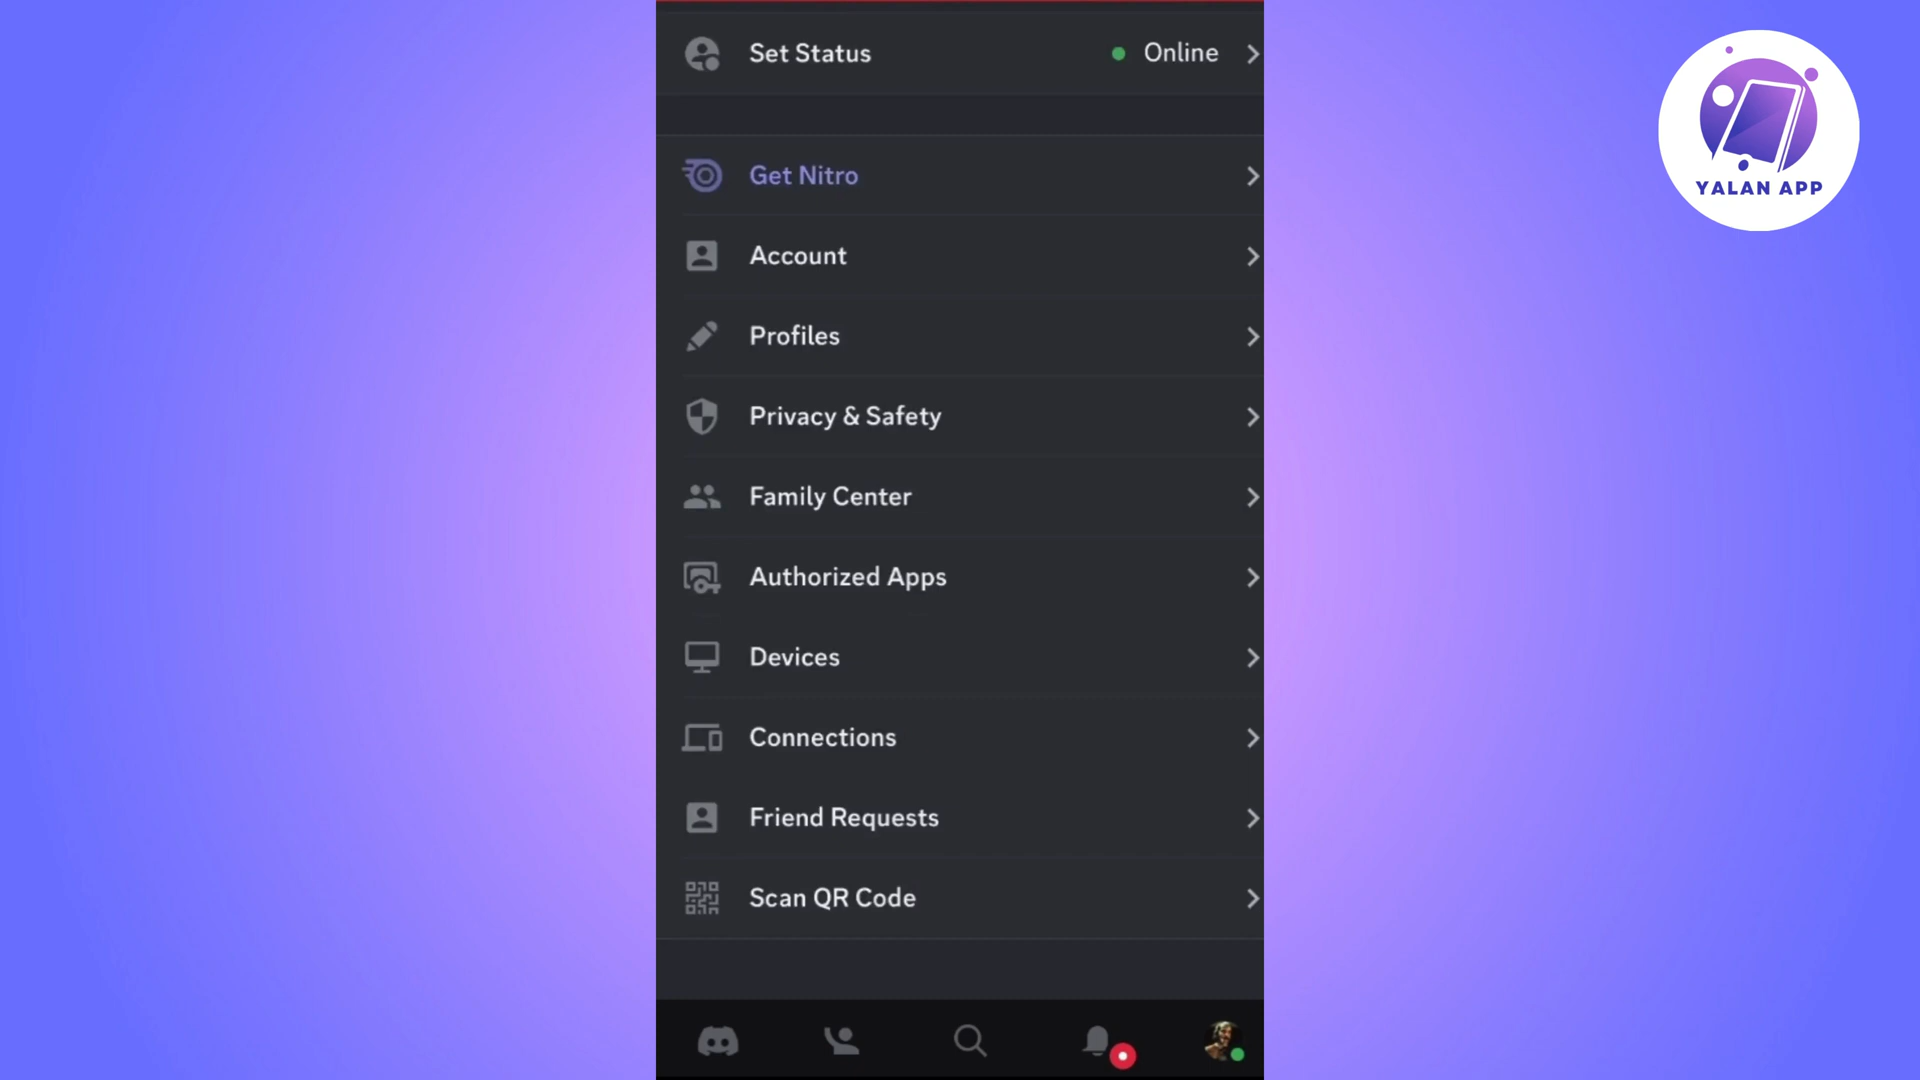 Set Status
Online
YALAN APP
Get Nitro
Account
Profiles
Privacy & Safety
Family Center
Authorized Apps
Devices
Connections
Friend Requests
Scan QR Code